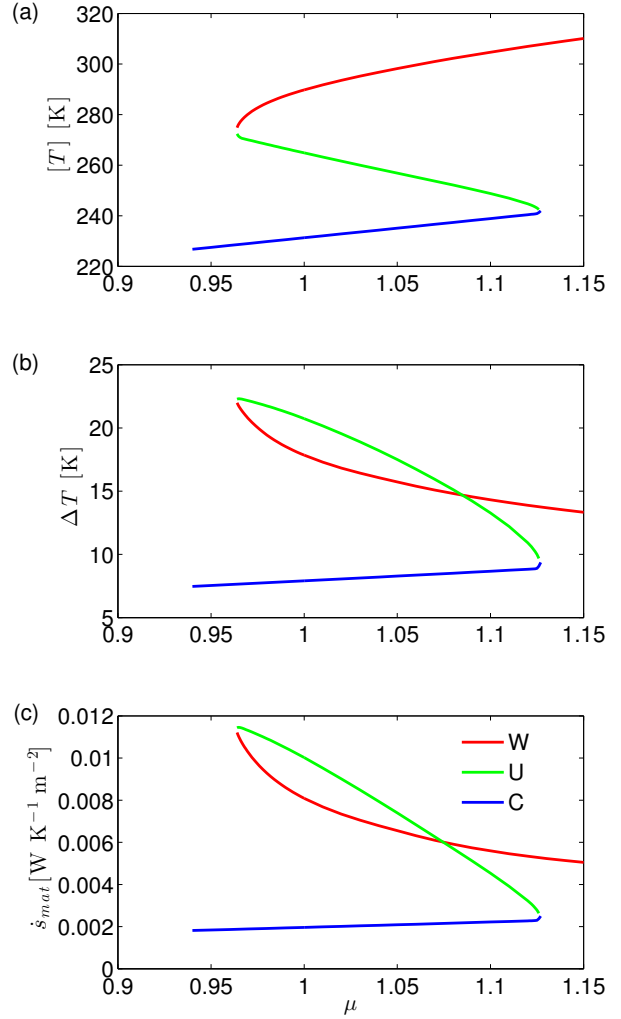 (a)
320
300
280
260
240
220
[T] [K]
0.9 0.95 1 1.05 1.1 1.15
(b)
25
20
15
10
5
ΔT [K]
0.9 0.95 1 1.05 1.1 1.15
(c)
0.012
0.01
0.008
0.006
0.004
0.002
0
ṡ_{mat} [W K^{-1} m^{-2}]
W
U
C
0.9 0.95 1 1.05 1.1 1.15
μ